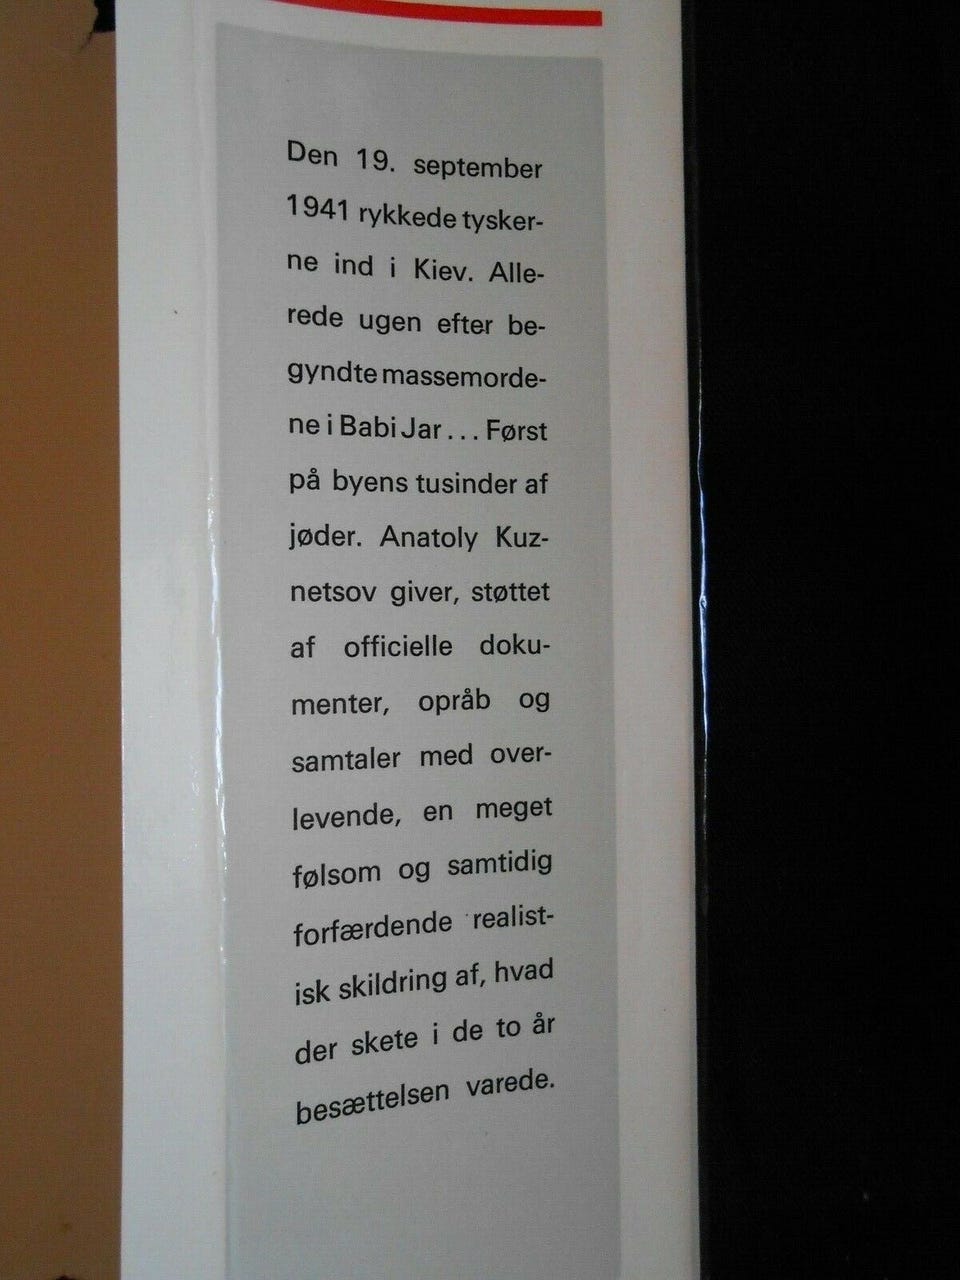 Den 19. september
1941 rykkede tysker-
ne ind i Kiev. Alle-
rede ugen efter be-
gyndte massemorde-
ne i Babi Jar... Først
på byens tusinder af
jøder. Anatoly Kuz-
netsov giver, støttet
af officielle doku-
menter, opråb og
samtaler med over-
levende, en meget
følsom og samtidig
forfærdende realist-
isk skildring af, hvad
der skete i de to år
besættelsen varede.